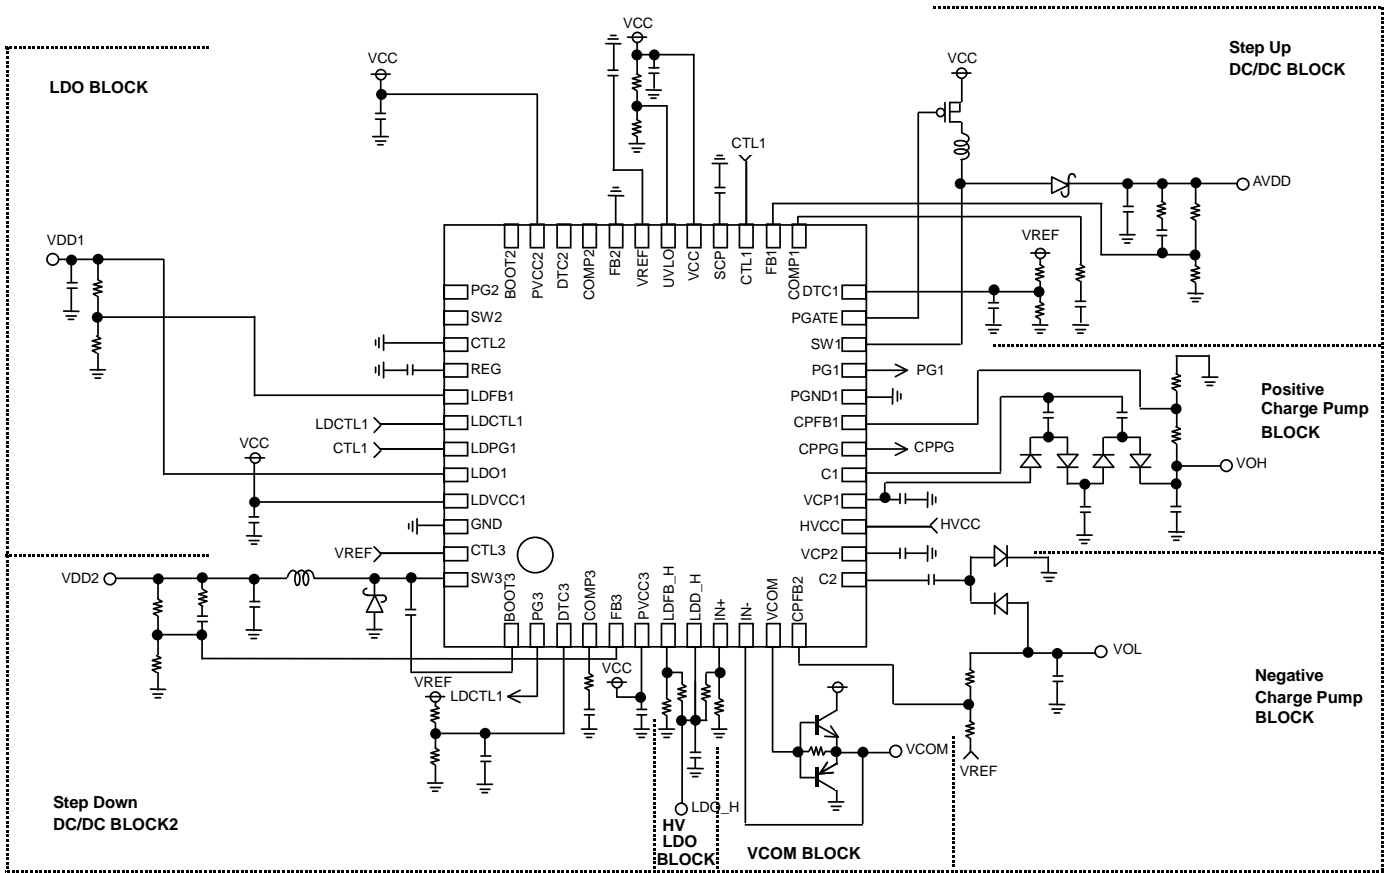 VCC
Step Up
DC/DC BLOCK
VCC
VCC
LDO BLOCK
CTL1
AVDD
VDD1
VREF
BOOT2
PVCC2
DTC2
COMP2
FB2
VREF
UVLO
VCC
SCP
CTL1
FB1
COMP1
PG2
SW2
CTL2
REG
LDFB1
LDCTL1
LDPG1
LDO1
LDVCC1
GND
CTL3
SW3
DTC1
PGATE
SW1
PG1
PGND1
CPFB1
CPPG
C1
VCP1
HVCC
VCP2
C2
PG1
CPPG
HVCC
Positive
Charge Pump
BLOCK
VOH
LDCTL1
CTL1
VCC
VREF
VDD2
BOOT3
PG3
DTC3
COMP3
FB3
PVCC3
LDFB_H
LDD_H
IN+
IN-
VCOM
CPFB2
VOL
VCC
VREF
LDCTL1
Negative
Charge Pump
BLOCK
VCOM
VREF
Step Down
DC/DC BLOCK2
LDO_H
HV
LDO
BLOCK
VCOM BLOCK